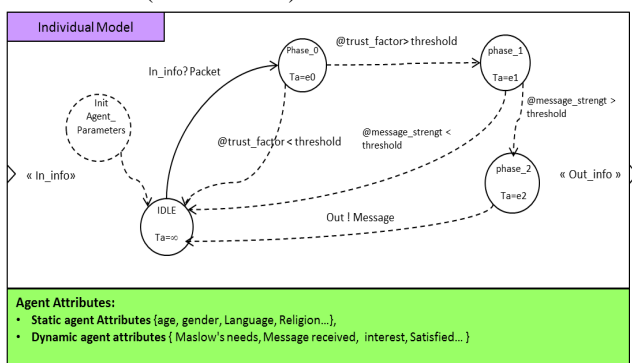 Individual Model
Phase_0
Ta=e0
@trust_factor> threshold
phase_1
Ta=e1
In_info? Packet
Init
Agent_
Parameters
@trust_factor < threshold
@message_strengt <
threshold
@message_strengt >
threshold
« In_info»
phase_2
Ta=e2
« Out_info »
IDLE
Ta=∞
Out ! Message
Agent Attributes:
• Static agent Attributes {age, gender, Language, Religion...},
• Dynamic agent attributes { Maslow's needs, Message received, interest, Satisfied... }